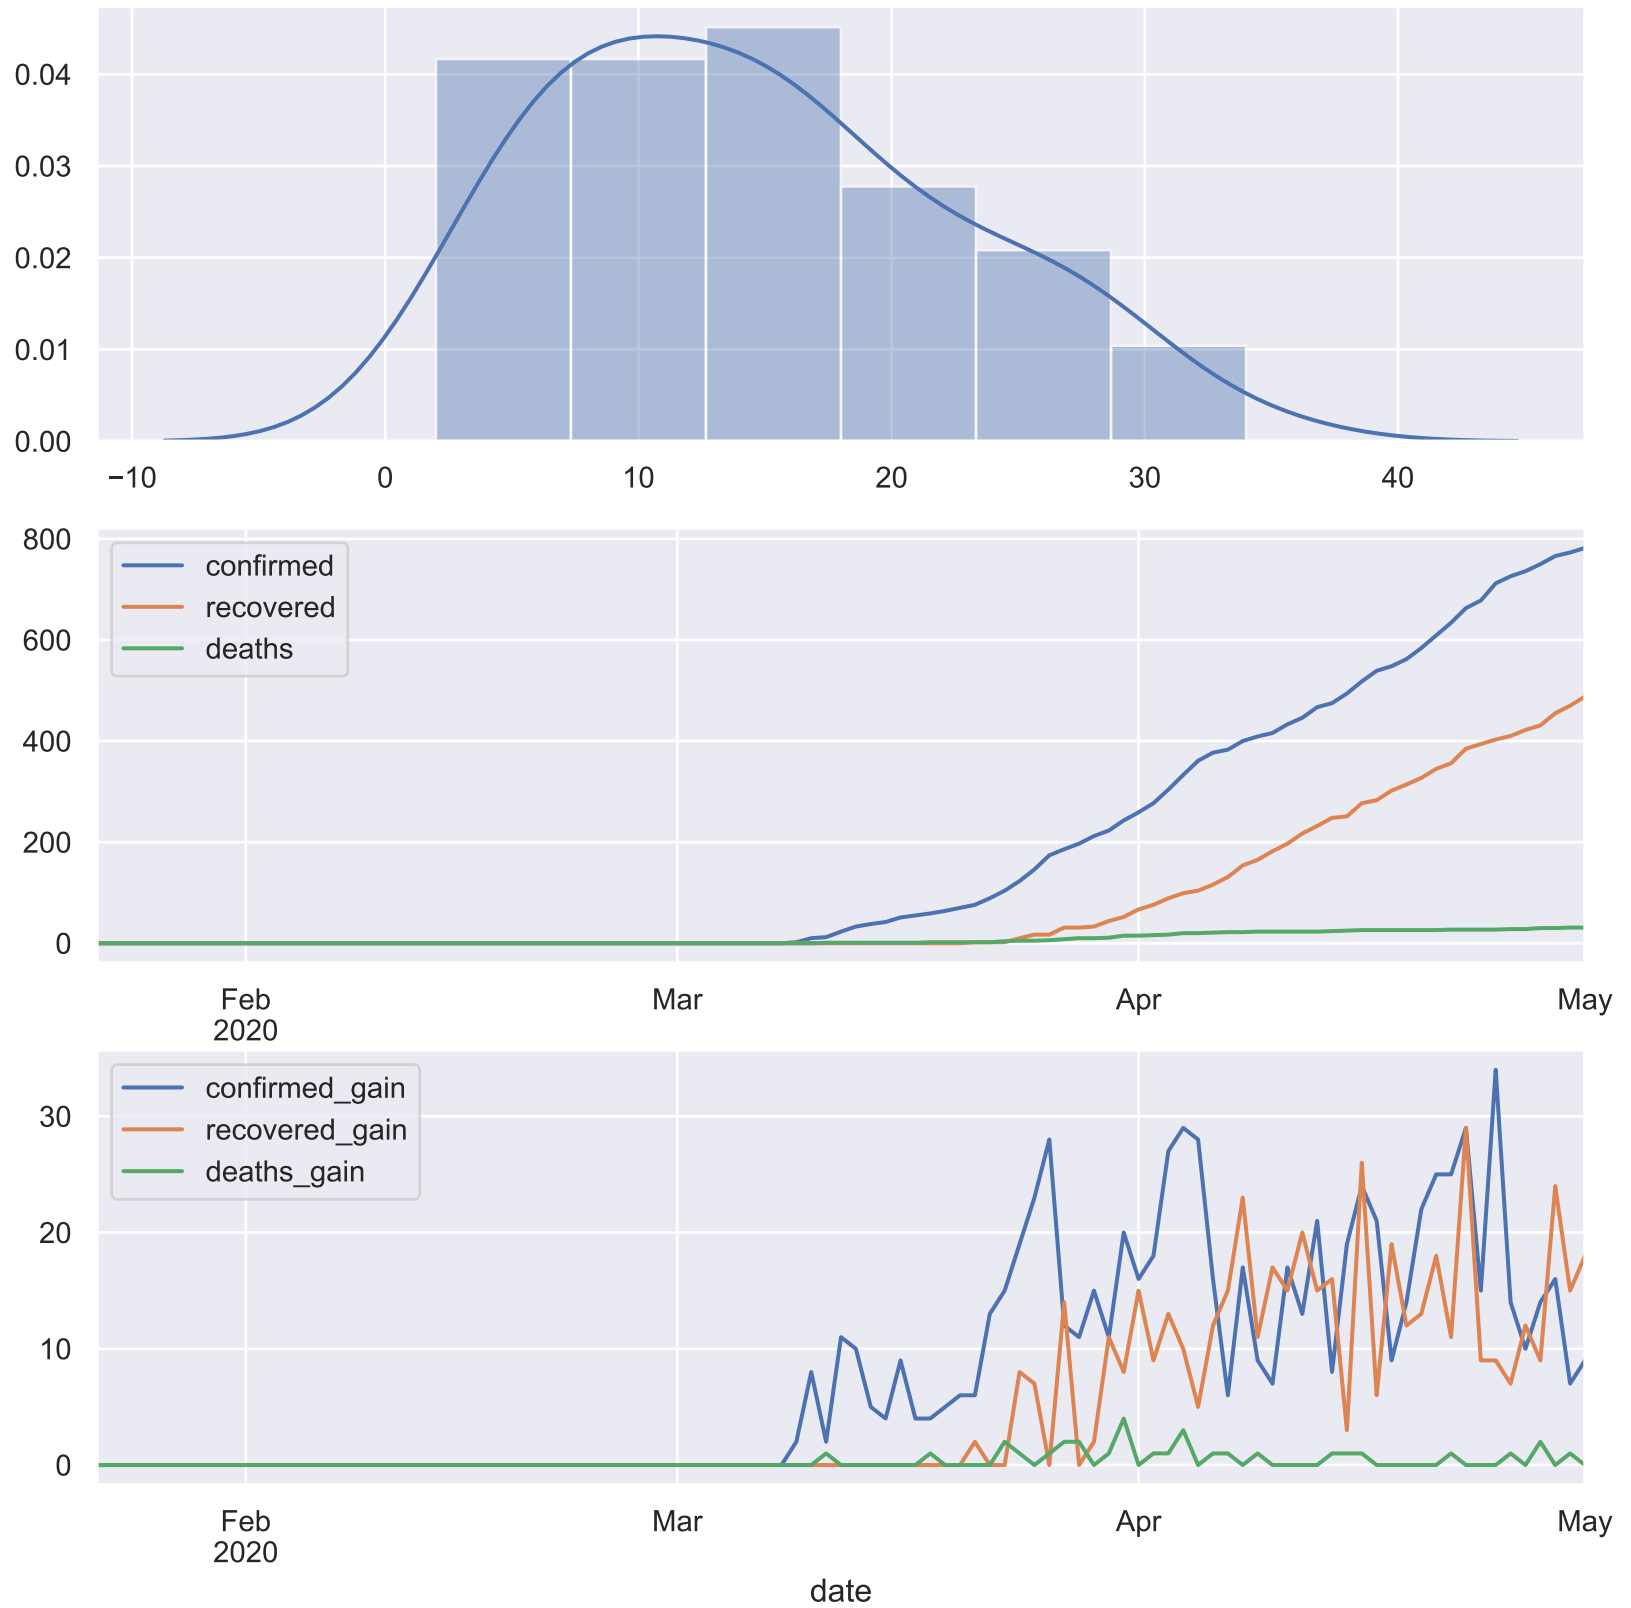 0.04
0.03
0.02
0.01
0.00
−10 0 10 20 30 40
800
confirmed
recovered
600
deaths
400
200
0
Feb Mar Apr May
2020
confirmed_gain
30
recovered_gain
deaths_gain
20
10
0
Feb Mar Apr May
2020
date